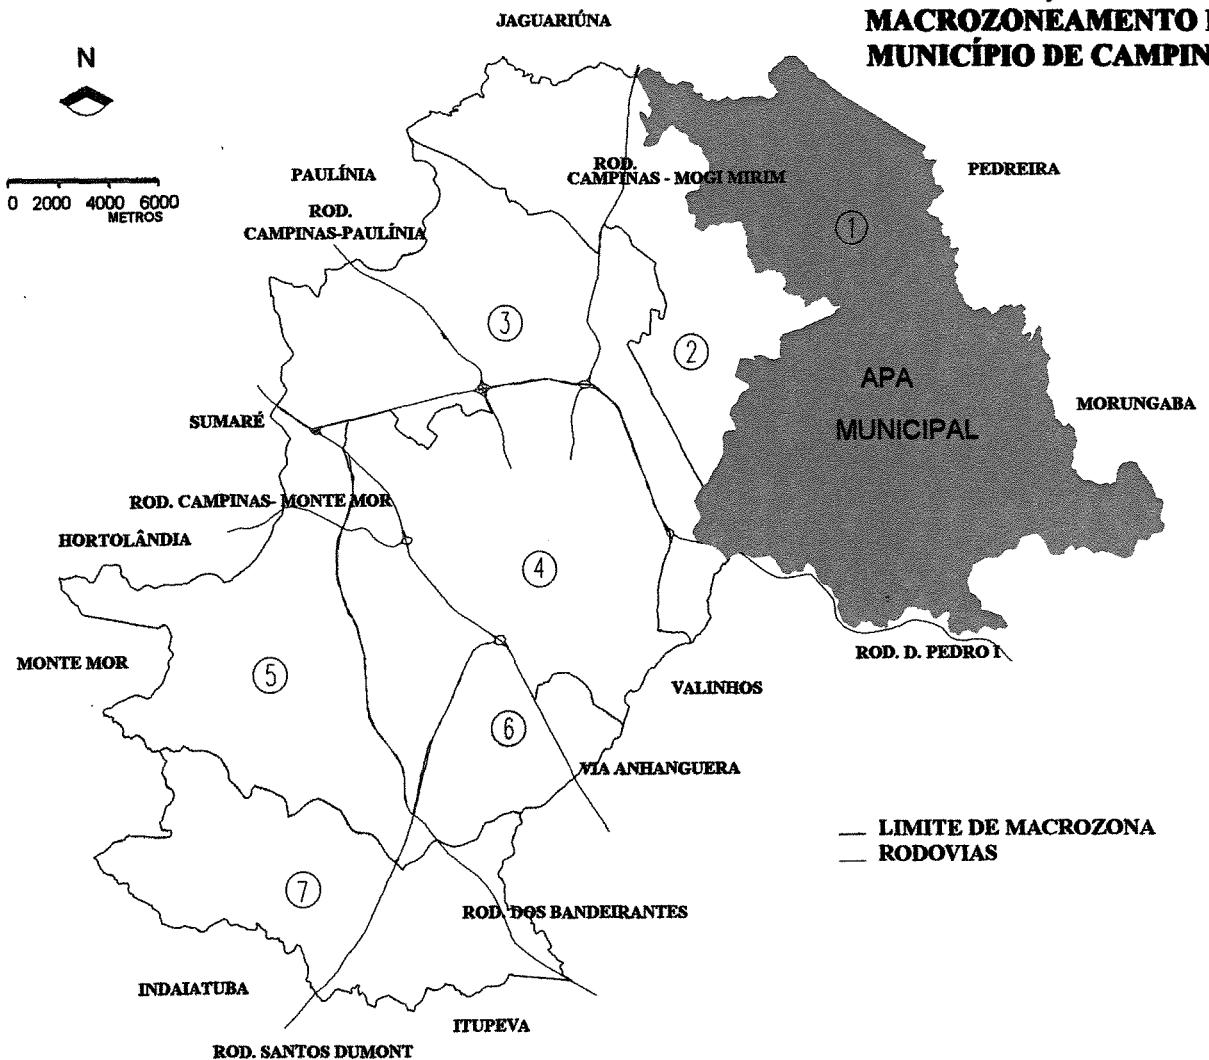 JAGUARIÚNA
MACROZONEAMENTO
MUNICÍPIO DE CAMPIN
N
0 2000 4000 6000
METROS
PAULÍNIA
ROD.
CAMPINAS-PAULÍNIA
ROD.
CAMPINAS - MOGI MIRIM
PEDREIRA
1
3
2
APA
MUNICIPAL
MORUNGABA
SUMARÉ
ROD. CAMPINAS- MONTE MOR
HORTOLÂNDIA
4
MONTE MOR
5
ROD. D. PEDRO I
VALINHOS
6
VIA ANHANGUERA
LIMITE DE MACROZONA
RODOVIAS
7
ROD. DOS BANDEIRANTES
INDAIATUBA
ITUPEVA
ROD. SANTOS DUMONT